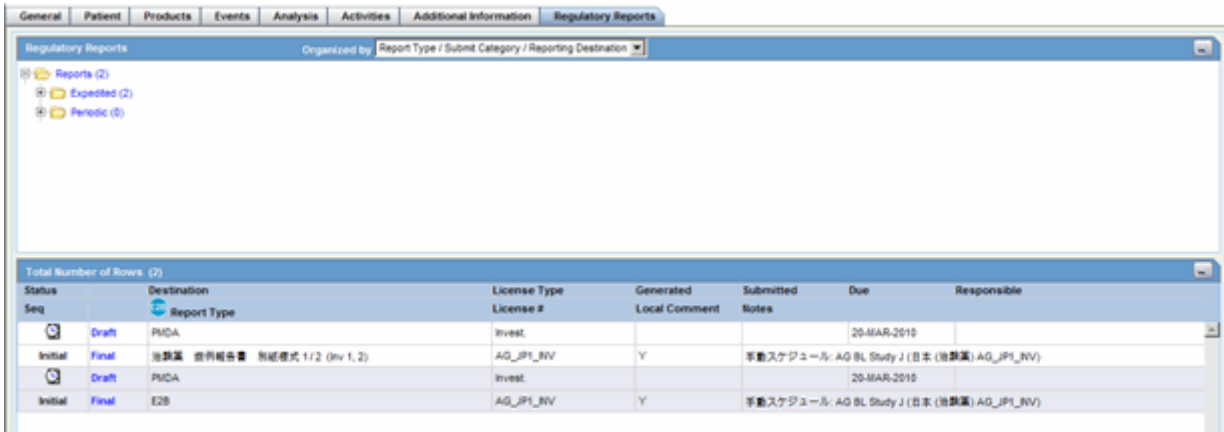 General Patient Products Events Analysis Activities Additional Information Regulatory Reports
Regulatory Reports Organized by Report Type / Submit Category / Reporting Destination
Reports (2)
Expedited (2)
Periodic (0)
Total Number of Rows (2)
Status Destination License Type Generated Submitted Due Responsible
Seq Report Type License # Local Comment Notes
Draft PMDA Invest. 20-MAR-2010
Initial Final 治験薬 症例報告書 別紙様式 1/2 (Inv 1, 2) AG_JP1_INV Y 手動スケジュール: AG BL Study J (日本 (治験薬) AG_JP1_INV)
Draft PMDA Invest. 20-MAR-2010
Initial Final E2B AG_JP1_INV Y 手動スケジュール: AG BL Study J (日本 (治験薬) AG_JP1_INV)